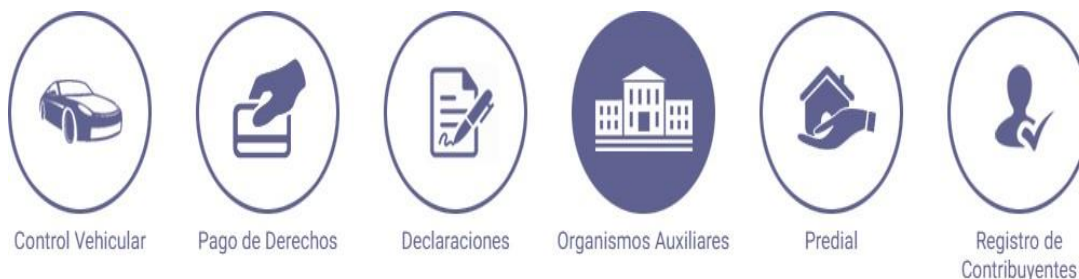 Control Vehicular
Pago de Derechos
Declaraciones
Organismos Auxiliares
Predial
Registro de
Contribuyentes